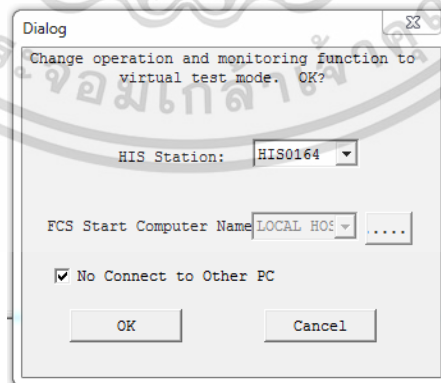 Dialog
Change operation and monitoring function to
virtual test mode. OK?
HIS Station: HIS0164
FCS Start Computer Name LOCAL HOS .....
No Connect to Other PC
OK Cancel